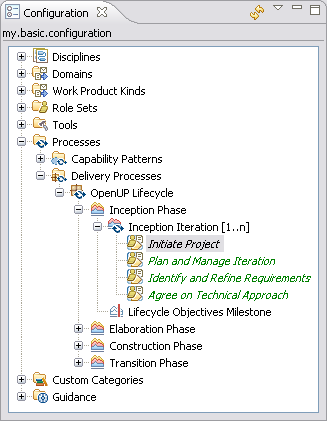 Configuration
my.basic.configuration
Disciplines
Domains
Work Product Kinds
Role Sets
Tools
Processes
Capability Patterns
Delivery Processes
OpenUP Lifecycle
Inception Phase
Inception Iteration [1..n]
Initiate Project
Plan and Manage Iteration
Identify and Refine Requirements
Agree on Technical Approach
Lifecycle Objectives Milestone
Elaboration Phase
Construction Phase
Transition Phase
Custom Categories
Guidance